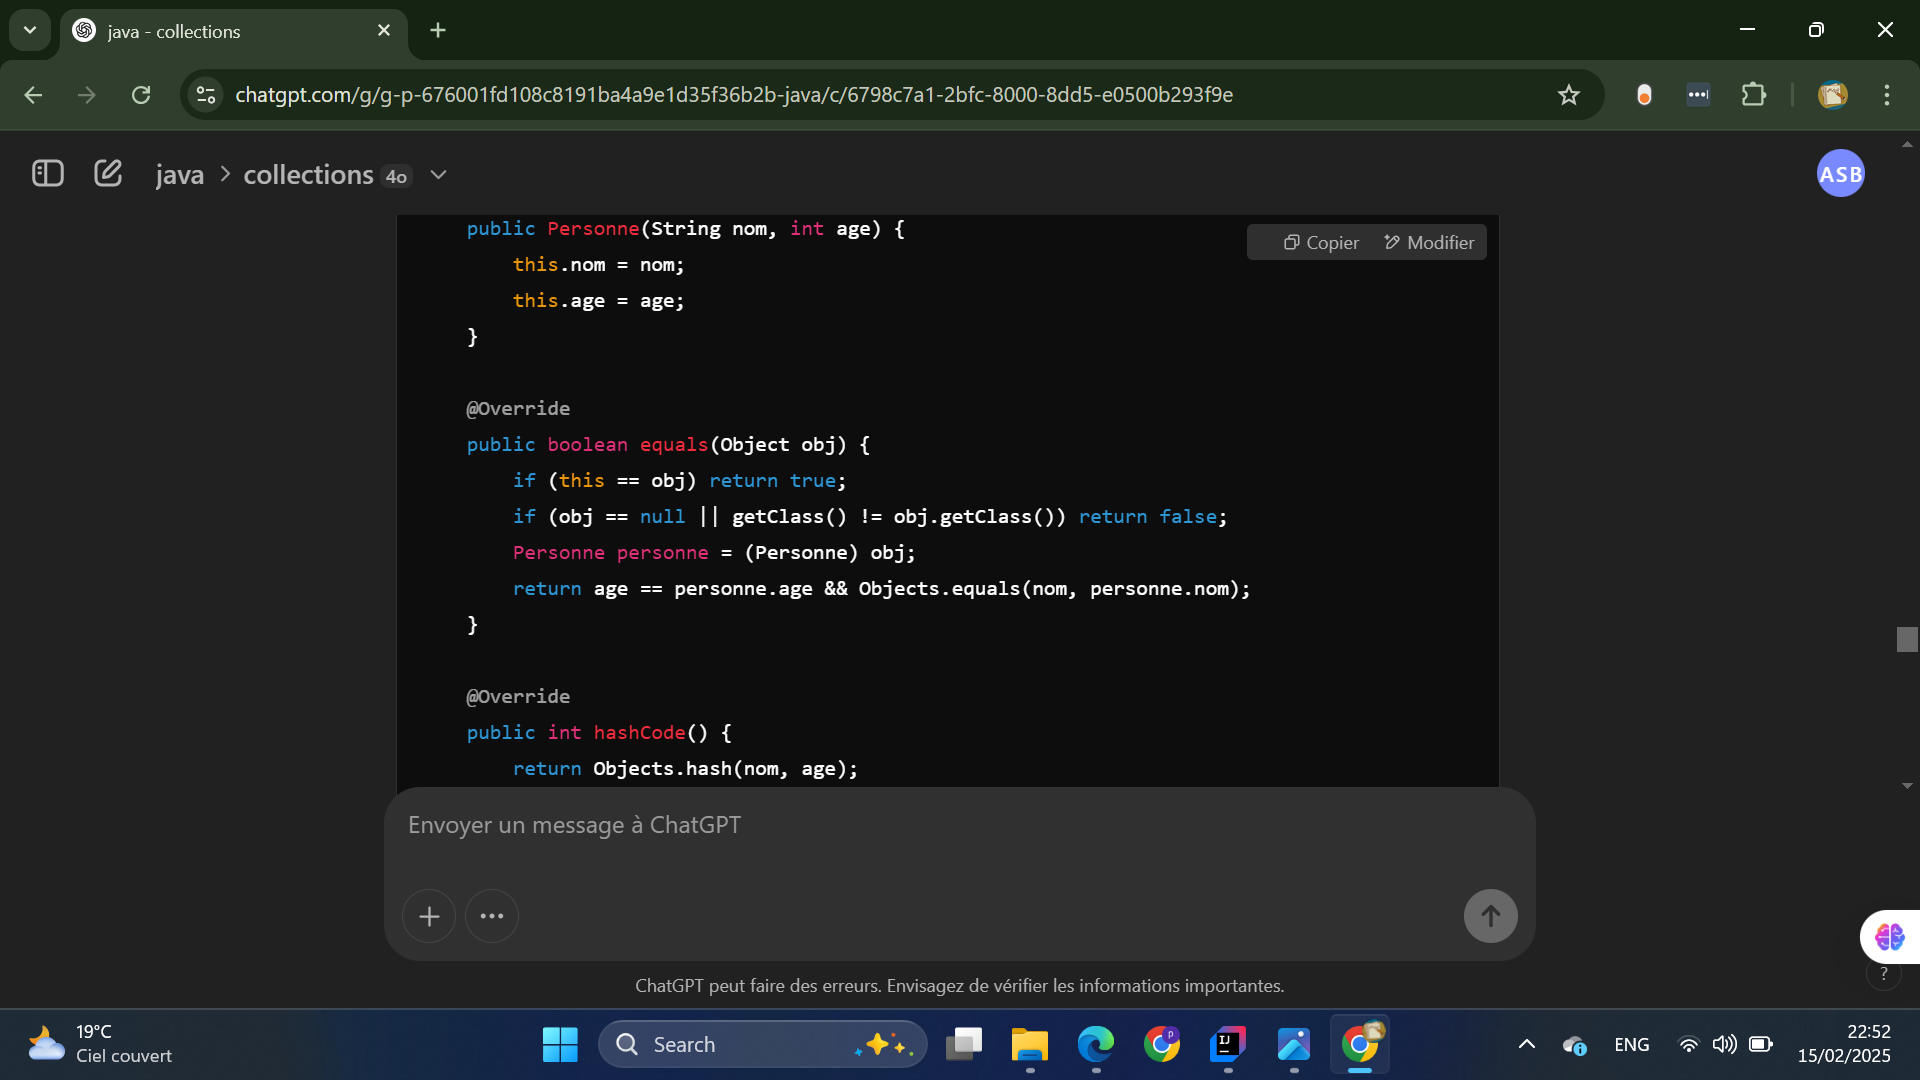 java - collections
chatgpt.com/g/g-p-676001fd108c8191ba4a9e1d35f36b2b-java/c/6798c7a1-2bfc-8000-8dd5-e0500b293f9e
java > collections 4o
ASB
Copier Modifier
public Personne(String nom, int age) {
this.nom = nom;
this.age = age;
}
@Override
public boolean equals(Object obj) {
if (this == obj) return true;
if (obj == null || getClass() != obj.getClass()) return false;
Personne personne = (Personne) obj;
return age == personne.age && Objects.equals(nom, personne.nom);
}
@Override
public int hashCode() {
return Objects.hash(nom, age);
Envoyer un message à ChatGPT
ChatGPT peut faire des erreurs. Envisagez de vérifier les informations importantes.
?
19°C
Ciel couvert
Search
P
IJ
ENG
22:52
15/02/2025